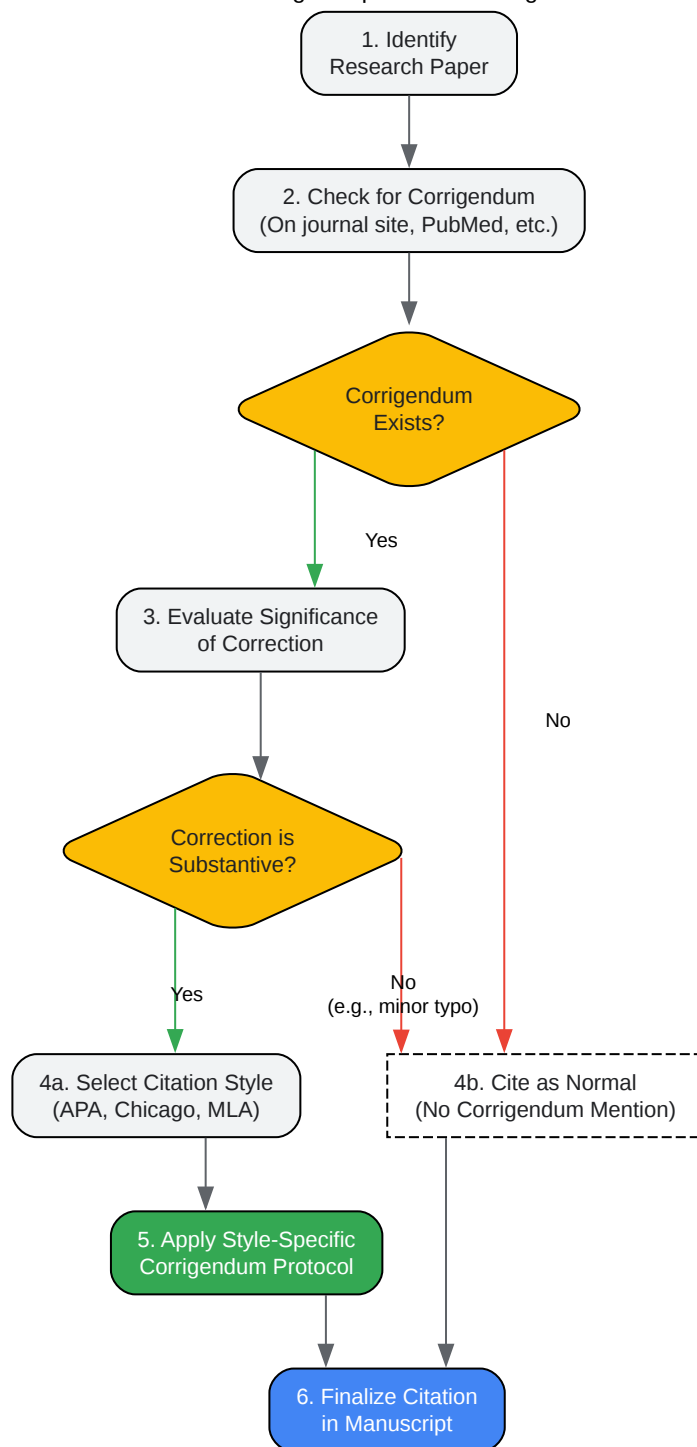 1. Identify
Research Paper
2. Check for Corrigendum
(On journal site, PubMed, etc.)
Corrigendum
Exists?
Yes
3. Evaluate Significance
of Correction
No
Correction is
Substantive?
Yes
No
(e.g., minor typo)
4a. Select Citation Style
(APA, Chicago, MLA)
4b. Cite as Normal
(No Corrigendum Mention)
5. Apply Style-Specific
Corrigendum Protocol
6. Finalize Citation
in Manuscript